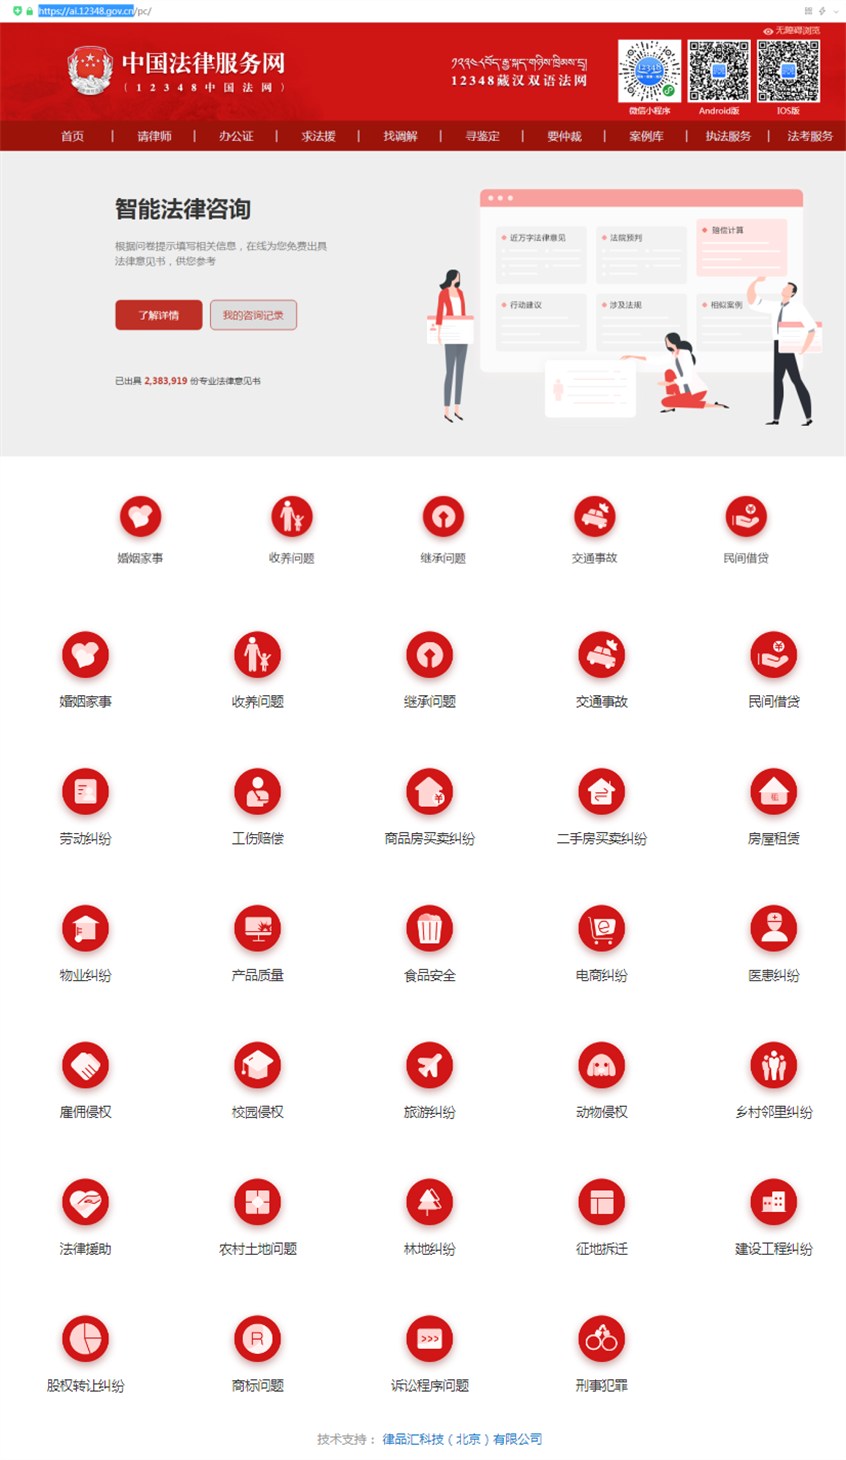 https://ai.12348.gov.cn/pc/
无障碍浏览
中国法律服务网
(12348中国法网)
༡༢༣༤༨བོད་རྒྱ་སྐད་གཉིས་ཁྲིམས་དྲ།
12348藏汉双语法网
微信小程序 Android版 IOS版
首页 | 请律师 | 办公证 | 求法援 | 找调解 | 寻鉴定 | 要仲裁 | 案例库 | 执法服务 | 法考服务
智能法律咨询
根据问卷提示填写相关信息，在线为您免费出具
法律意见书，供您参考
了解详情 我的咨询记录
已出具 2,383,919 份专业法律意见书
近万字法律意见 法院预判 赔偿计算
行动建议 涉及法规 相似案例
婚姻家事 收养问题 继承问题 交通事故 民间借贷
婚姻家事 收养问题 继承问题 交通事故 民间借贷
劳动纠纷 工伤赔偿 商品房买卖纠纷 二手房买卖纠纷 房屋租赁
物业纠纷 产品质量 食品安全 电商纠纷 医患纠纷
雇佣侵权 校园侵权 旅游纠纷 动物侵权 乡村邻里纠纷
法律援助 农村土地问题 林地纠纷 征地拆迁 建设工程纠纷
股权转让纠纷 商标问题 诉讼程序问题 刑事犯罪
技术支持： 律品汇科技（北京）有限公司